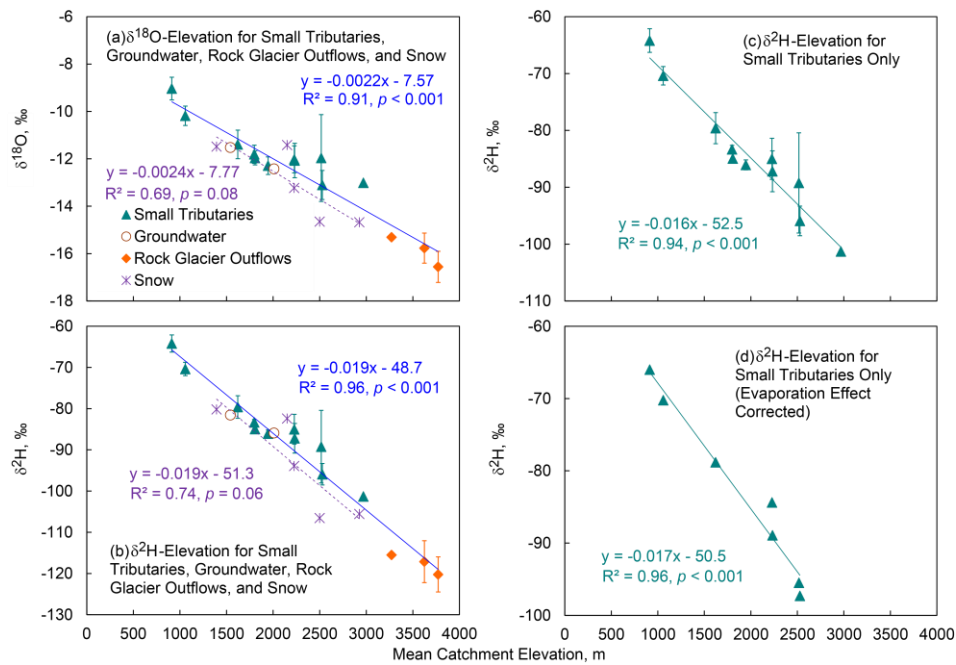 (a)δ¹⁸O-Elevation for Small Tributaries,
Groundwater, Rock Glacier Outflows, and Snow
y = -0.0022x - 7.57
R² = 0.91, p < 0.001
y = -0.0024x - 7.77
R² = 0.69, p = 0.08
Small Tributaries
Groundwater
Rock Glacier Outflows
Snow
δ¹⁸O, ‰
-6
-8
-10
-12
-14
-16
-18
(c)δ²H-Elevation for
Small Tributaries Only
y = -0.016x - 52.5
R² = 0.94, p < 0.001
δ²H, ‰
-60
-70
-80
-90
-100
-110
y = -0.019x - 48.7
R² = 0.96, p < 0.001
y = -0.019x - 51.3
R² = 0.74, p = 0.06
(b)δ²H-Elevation for Small
Tributaries, Groundwater, Rock
Glacier Outflows, and Snow
δ²H, ‰
-60
-70
-80
-90
-100
-110
-120
-130
0 500 1000 1500 2000 2500 3000 3500 4000
(d)δ²H-Elevation for
Small Tributaries Only
(Evaporation Effect
Corrected)
y = -0.017x - 50.5
R² = 0.96, p < 0.001
δ²H, ‰
-60
-70
-80
-90
-100
0 500 1000 1500 2000 2500 3000 3500 4000
Mean Catchment Elevation, m